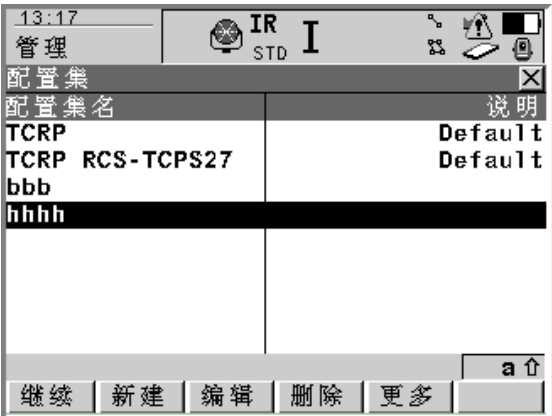 13:17
管理
IR
STD
I
配置集
配置集名 说明
TCRP Default
TCRP RCS-TCPS27 Default
bbb
hhhh
a
继续 新建 编辑 删除 更多